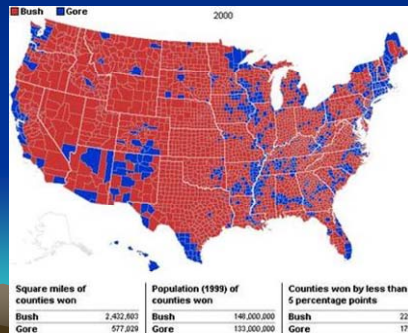 Bush Gore
2000
Square miles of
counties won
Bush 2,432,603
Gore 577,029
Population (1999) of
counties won
Bush 148,000,000
Gore 133,000,000
Counties won by less than
5 percentage points
Bush
Gore